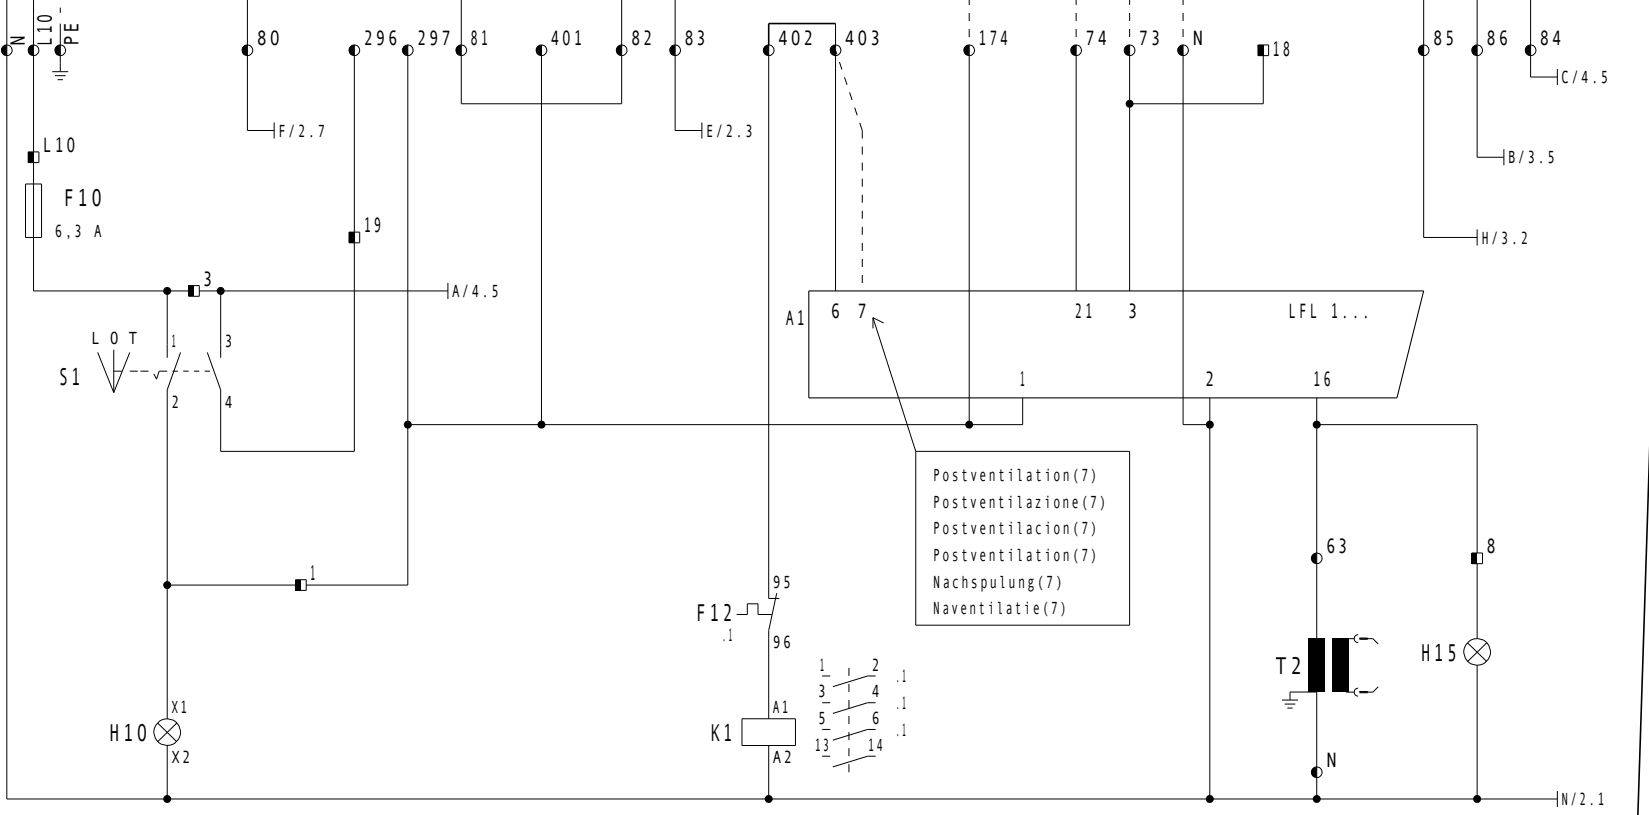 N L10 PE 80 296 297 81 401 82 83 402 403 174 74 73 N 18 85 86 84
C/4.5
F/2.7 E/2.3
L10 B/3.5
F10
6,3 A
19
H/3.2
3
A/4.5
A1 6 7 21 3 LFL 1...
L O T 1 3
S1
1 2 16
2 4
Postventilation(7)
Postventilazione(7)
Postventilacion(7)
Postventilation(7)
Nachspulung(7)
Naventilatie(7)
63 8
1
95
F12
.1
96
1 2 .1
3 4
5 6 .1
13 14 .1
T2 H15
X1 A1
H10 K1
X2 A2
N
N/2.1